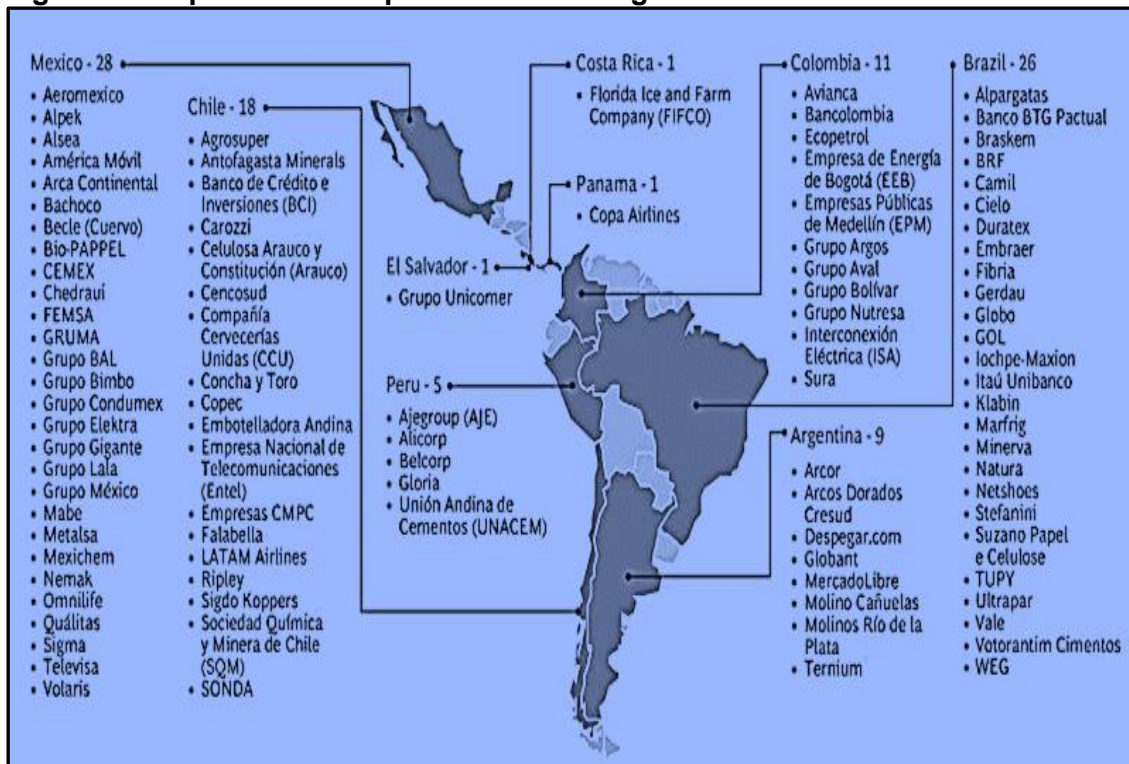 Mexico - 28
• Aeromexico
• Alpek
• Alsea
• América Móvil
• Arca Continental
• Bachoco
• Becle (Cuervo)
• Bio-PAPPEL
• CEMEX
• Chedraui
• FEMSA
• GRUMA
• Grupo BAL
• Grupo Bimbo
• Grupo Condumex
• Grupo Elektra
• Grupo Gigante
• Grupo Lala
• Grupo México
• Mabe
• Metalsa
• Mexichem
• Nemak
• Omnilife
• Quálitas
• Sigma
• Televisa
• Volaris
Chile - 18
• Agrosuper
• Antofagasta Minerals
• Banco de Crédito e
Inversiones (BCI)
• Carozzi
• Celulosa Arauco y
Constitución (Arauco)
• Cencosud
• Compañía
Cervecerías
Unidas (CCU)
• Concha y Toro
• Copec
• Embotelladora Andina
• Empresa Nacional de
Telecomunicaciones
(Entel)
• Empresas CMPC
• Falabella
• LATAM Airlines
• Ripley
• Sigdo Koppers
• Sociedad Química
y Minera de Chile
(SQM)
• SONDA
Costa Rica - 1
• Florida Ice and Farm
Company (FIFCO)
Panama - 1
• Copa Airlines
El Salvador - 1
• Grupo Unicomer
Peru - 5
• Ajegroup (AJE)
• Alicorp
• Belcorp
• Gloria
• Unión Andina de
Cementos (UNACEM)
Colombia - 11
• Avianca
• Bancolombia
• Ecopetrol
• Empresa de Energía
de Bogotá (EEB)
• Empresas Públicas
de Medellín (EPM)
• Grupo Argos
• Grupo Aval
• Grupo Bolívar
• Grupo Nutresa
• Interconexión
Eléctrica (ISA)
• Sura
Argentina - 9
• Arcor
• Arcos Dorados
Cresud
• Despegar.com
• Globant
• MercadoLibre
• Molino Cañuelas
• Molinos Río de la
Plata
• Ternium
Brazil - 26
• Alpargatas
• Banco BTG Pactual
• Braskem
• BRF
• Camil
• Cielo
• Duratex
• Embraer
• Fibria
• Gerdau
• Globo
• GOL
• Iochpe-Maxion
• Itaú Unibanco
• Klabin
• Marfrig
• Minerva
• Natura
• Netshoes
• Stefanini
• Suzano Papel
e Celulose
• TUPY
• Ultrapar
• Vale
• Votorantim Cimentos
• WEG